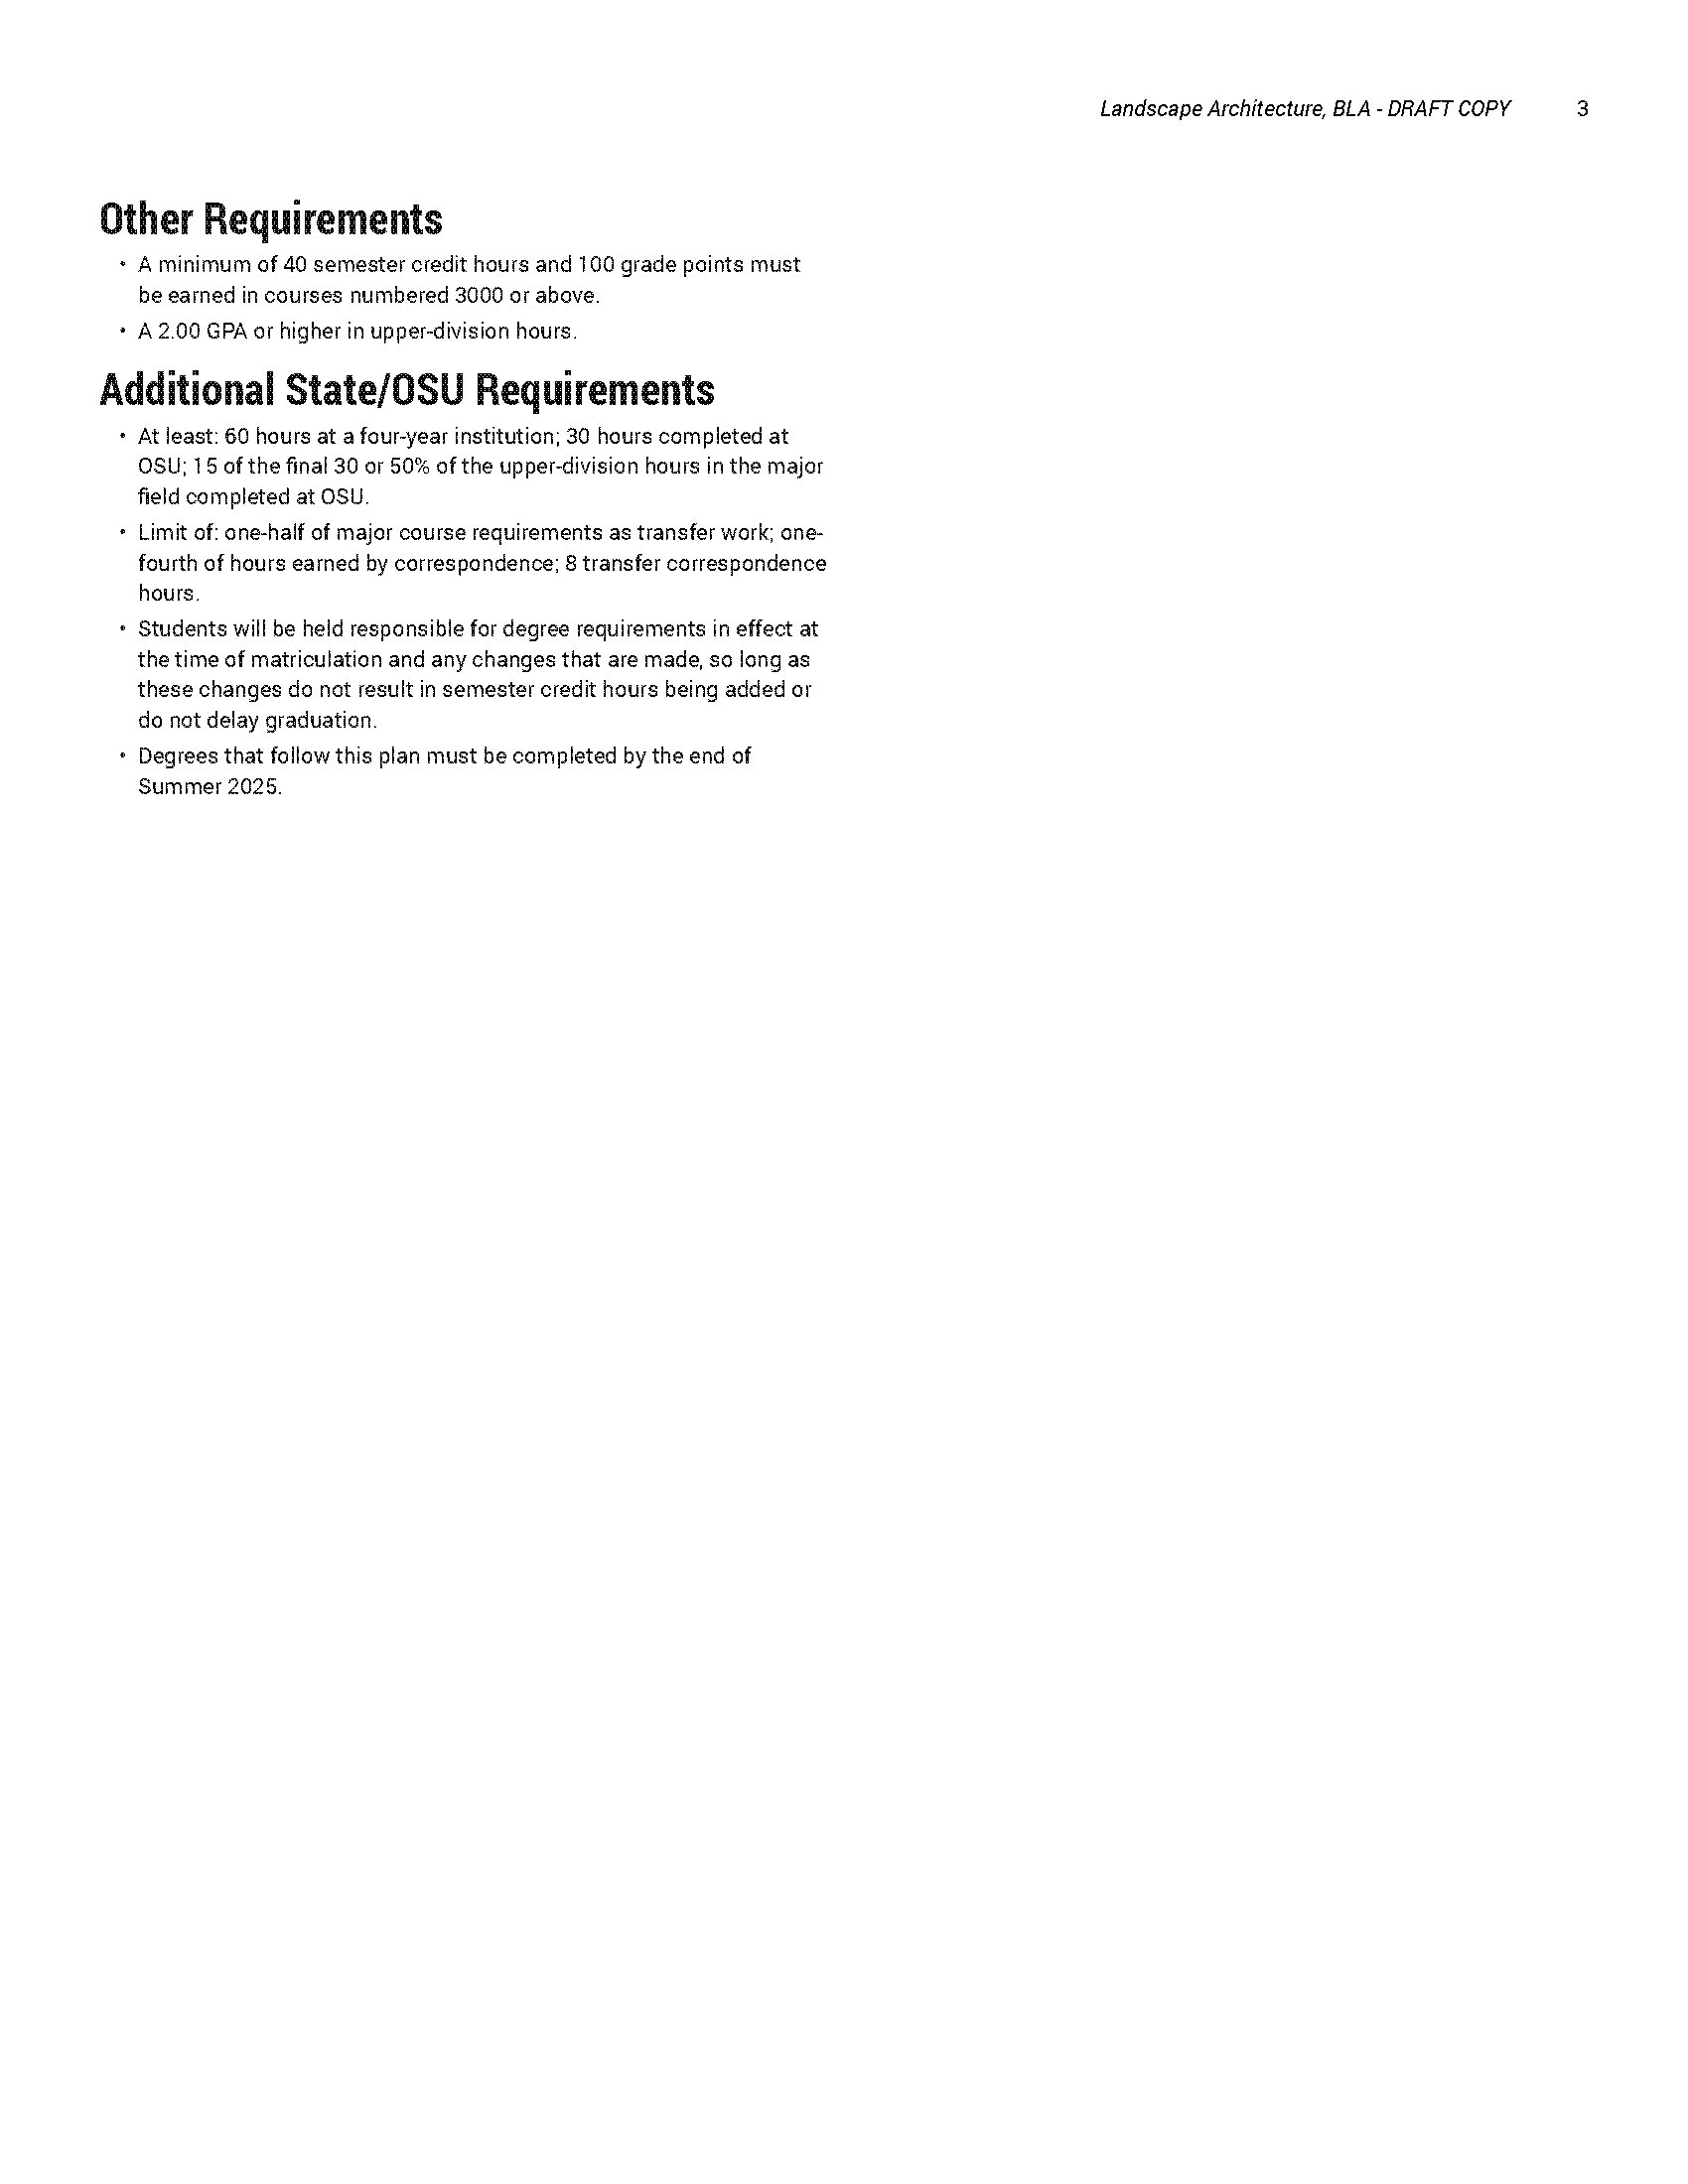 Landscape Architecture, BLA - DRAFT COPY 3
Other Requirements
• A minimum of 40 semester credit hours and 100 grade points must
be earned in courses numbered 3000 or above.
• A 2.00 GPA or higher in upper-division hours.
Additional State/OSU Requirements
• At least: 60 hours at a four-year institution; 30 hours completed at
OSU; 15 of the final 30 or 50% of the upper-division hours in the major
field completed at OSU.
• Limit of: one-half of major course requirements as transfer work; one-
fourth of hours earned by correspondence; 8 transfer correspondence
hours.
• Students will be held responsible for degree requirements in effect at
the time of matriculation and any changes that are made, so long as
these changes do not result in semester credit hours being added or
do not delay graduation.
• Degrees that follow this plan must be completed by the end of
Summer 2025.